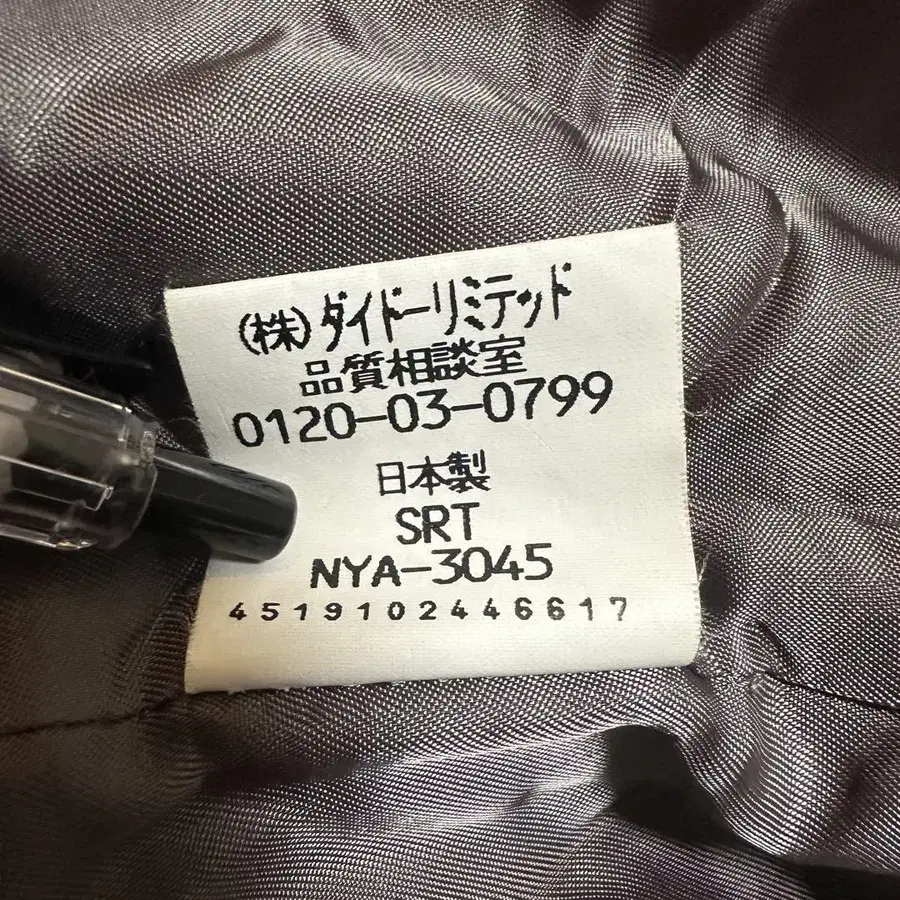 (株)ダイドーリミテッド
品質相談室
0120-03-0799
日本製
SRT
NYA-3045
4519102446617